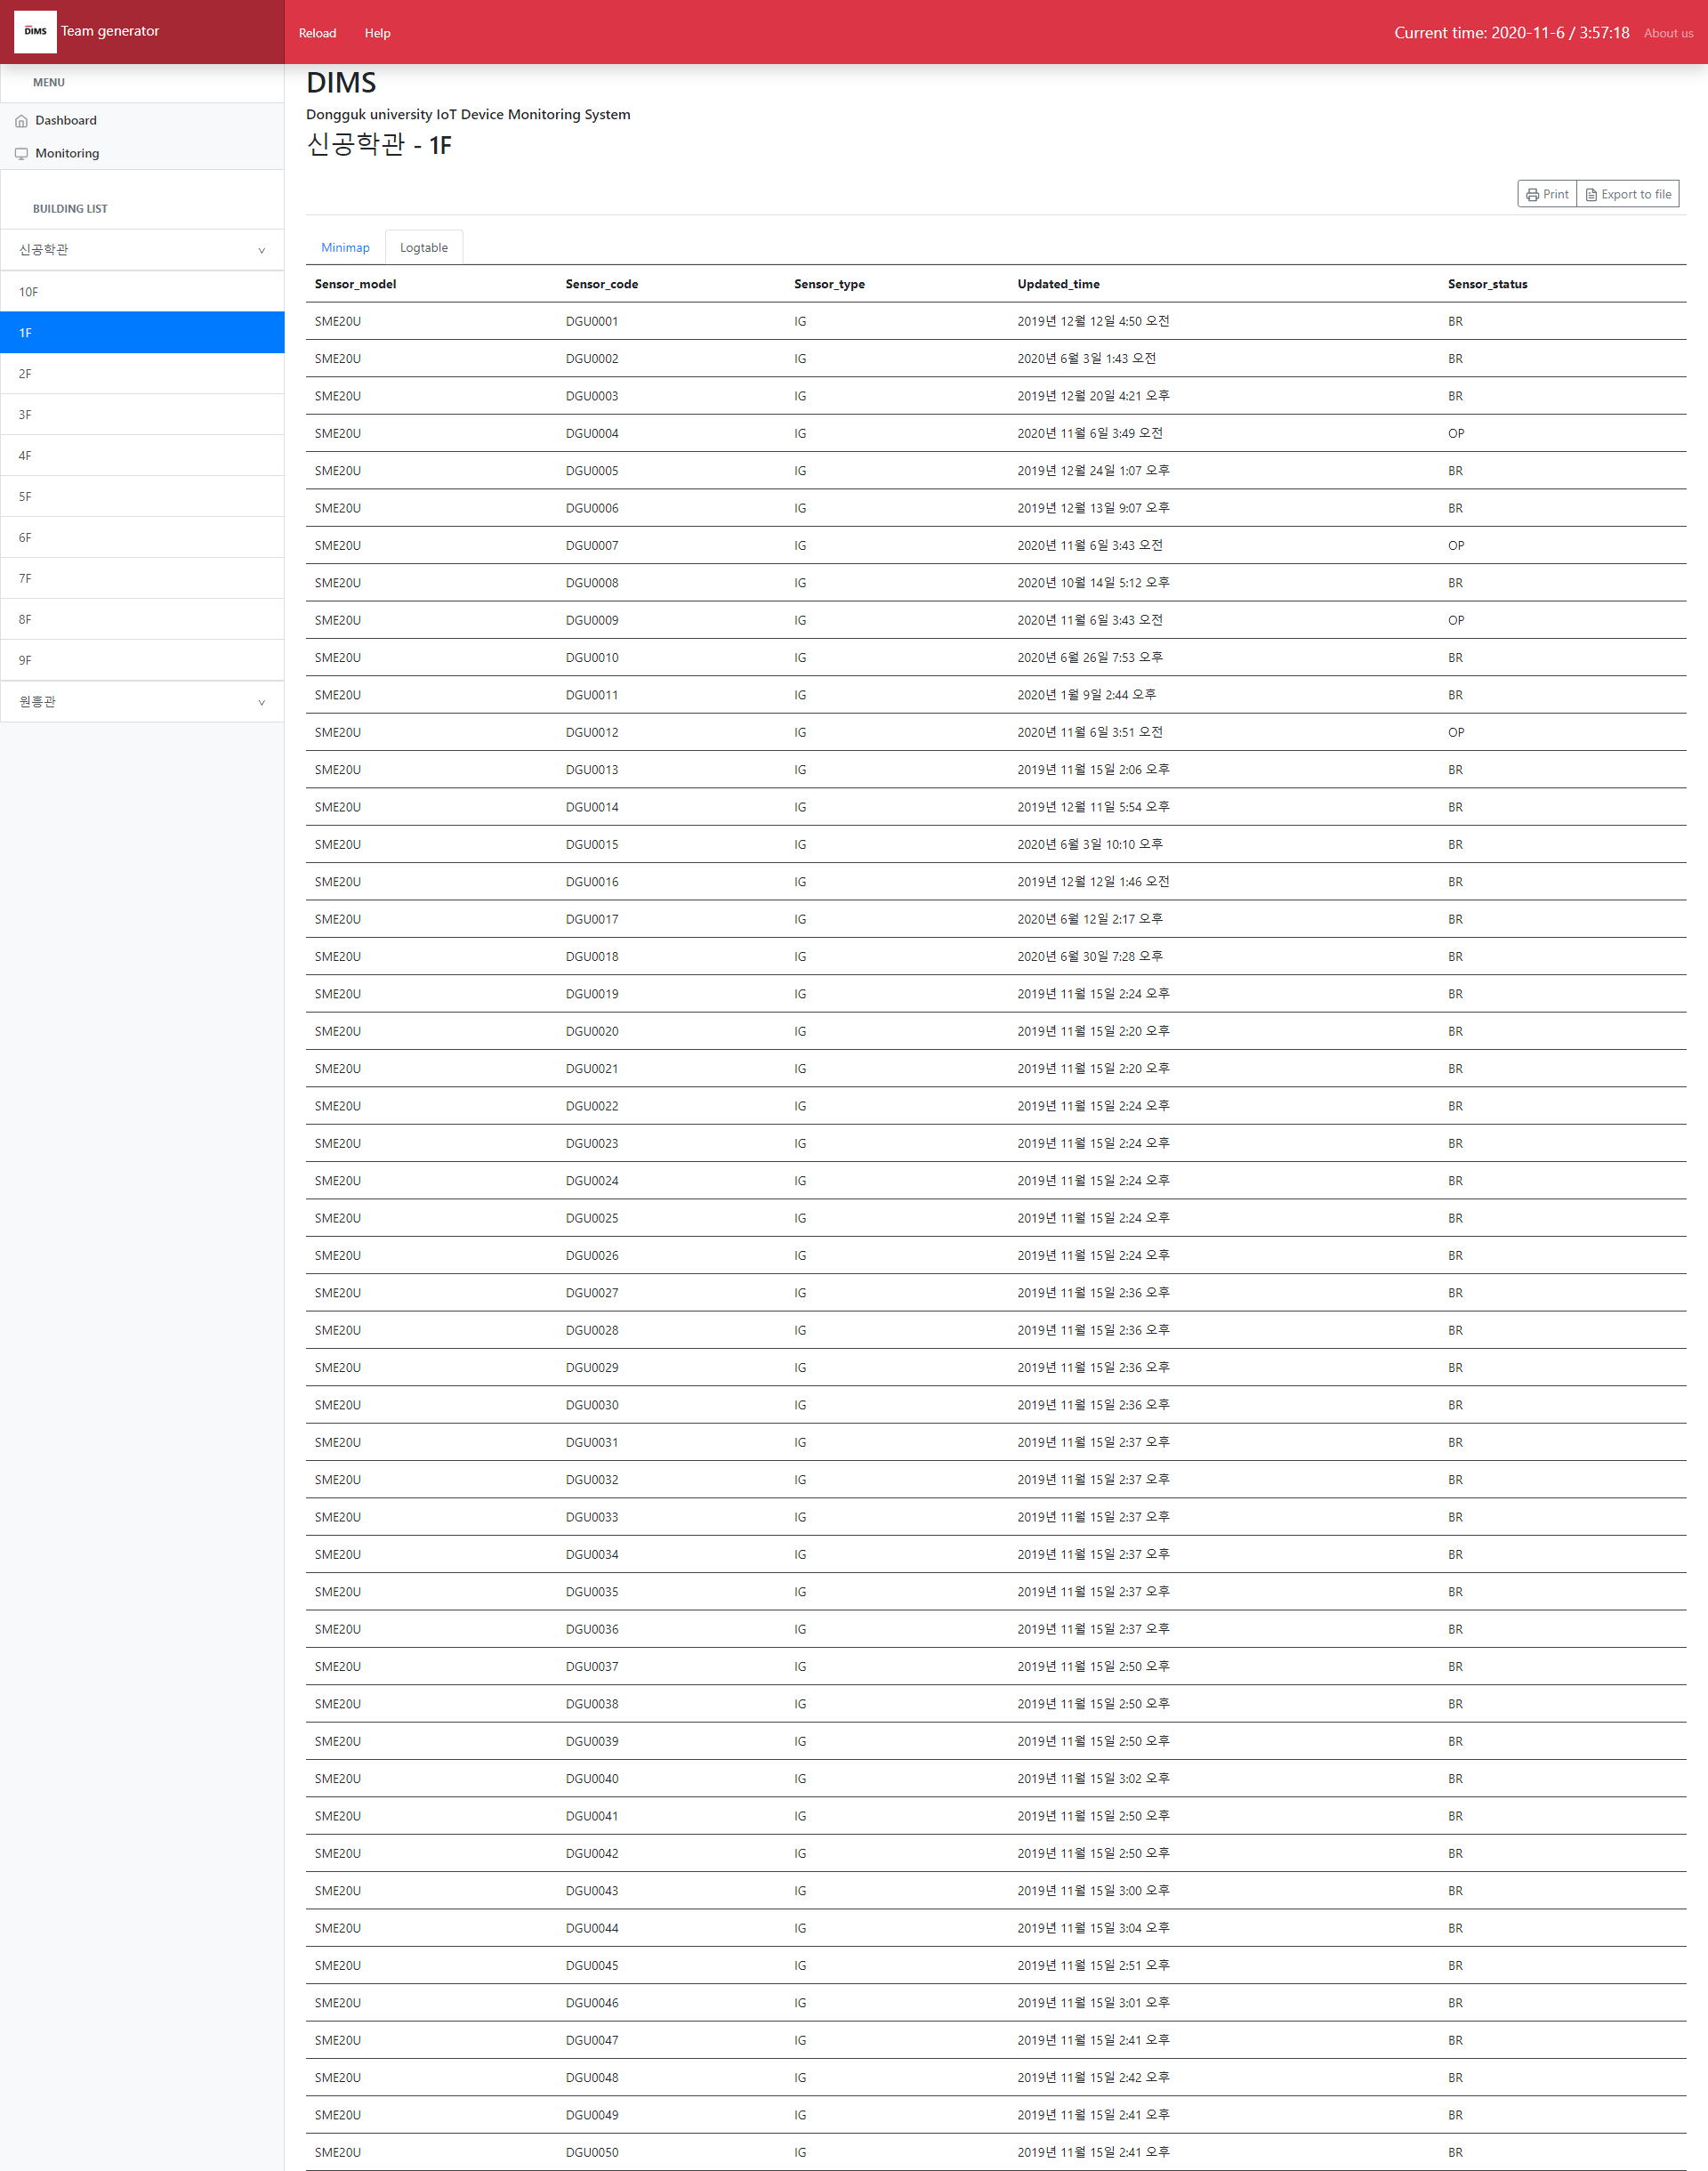 DIMS Team generator
Reload Help Current time: 2020-11-6 / 3:57:18 About us
MENU
Dashboard
Monitoring
BUILDING LIST
신공학관 v
10F
1F
2F
3F
4F
5F
6F
7F
8F
9F
원흥관 v
DIMS
Dongguk university IoT Device Monitoring System
신공학관 - 1F
Print Export to file
Minimap Logtable
Sensor_model Sensor_code Sensor_type Updated_time Sensor_status
SME20U DGU0001 IG 2019년 12월 12일 4:50 오전 BR
SME20U DGU0002 IG 2020년 6월 3일 1:43 오전 BR
SME20U DGU0003 IG 2019년 12월 20일 4:21 오후 BR
SME20U DGU0004 IG 2020년 11월 6일 3:49 오전 OP
SME20U DGU0005 IG 2019년 12월 24일 1:07 오후 BR
SME20U DGU0006 IG 2019년 12월 13일 9:07 오후 BR
SME20U DGU0007 IG 2020년 11월 6일 3:43 오전 OP
SME20U DGU0008 IG 2020년 10월 14일 5:12 오후 BR
SME20U DGU0009 IG 2020년 11월 6일 3:43 오전 OP
SME20U DGU0010 IG 2020년 6월 26일 7:53 오후 BR
SME20U DGU0011 IG 2020년 1월 9일 2:44 오후 BR
SME20U DGU0012 IG 2020년 11월 6일 3:51 오전 OP
SME20U DGU0013 IG 2019년 11월 15일 2:06 오후 BR
SME20U DGU0014 IG 2019년 12월 11일 5:54 오후 BR
SME20U DGU0015 IG 2020년 6월 3일 10:10 오후 BR
SME20U DGU0016 IG 2019년 12월 12일 1:46 오전 BR
SME20U DGU0017 IG 2020년 6월 12일 2:17 오후 BR
SME20U DGU0018 IG 2020년 6월 30일 7:28 오후 BR
SME20U DGU0019 IG 2019년 11월 15일 2:24 오후 BR
SME20U DGU0020 IG 2019년 11월 15일 2:20 오후 BR
SME20U DGU0021 IG 2019년 11월 15일 2:20 오후 BR
SME20U DGU0022 IG 2019년 11월 15일 2:24 오후 BR
SME20U DGU0023 IG 2019년 11월 15일 2:24 오후 BR
SME20U DGU0024 IG 2019년 11월 15일 2:24 오후 BR
SME20U DGU0025 IG 2019년 11월 15일 2:24 오후 BR
SME20U DGU0026 IG 2019년 11월 15일 2:24 오후 BR
SME20U DGU0027 IG 2019년 11월 15일 2:36 오후 BR
SME20U DGU0028 IG 2019년 11월 15일 2:36 오후 BR
SME20U DGU0029 IG 2019년 11월 15일 2:36 오후 BR
SME20U DGU0030 IG 2019년 11월 15일 2:36 오후 BR
SME20U DGU0031 IG 2019년 11월 15일 2:37 오후 BR
SME20U DGU0032 IG 2019년 11월 15일 2:37 오후 BR
SME20U DGU0033 IG 2019년 11월 15일 2:37 오후 BR
SME20U DGU0034 IG 2019년 11월 15일 2:37 오후 BR
SME20U DGU0035 IG 2019년 11월 15일 2:37 오후 BR
SME20U DGU0036 IG 2019년 11월 15일 2:37 오후 BR
SME20U DGU0037 IG 2019년 11월 15일 2:50 오후 BR
SME20U DGU0038 IG 2019년 11월 15일 2:50 오후 BR
SME20U DGU0039 IG 2019년 11월 15일 2:50 오후 BR
SME20U DGU0040 IG 2019년 11월 15일 3:02 오후 BR
SME20U DGU0041 IG 2019년 11월 15일 2:50 오후 BR
SME20U DGU0042 IG 2019년 11월 15일 2:50 오후 BR
SME20U DGU0043 IG 2019년 11월 15일 3:00 오후 BR
SME20U DGU0044 IG 2019년 11월 15일 3:04 오후 BR
SME20U DGU0045 IG 2019년 11월 15일 2:51 오후 BR
SME20U DGU0046 IG 2019년 11월 15일 3:01 오후 BR
SME20U DGU0047 IG 2019년 11월 15일 2:41 오후 BR
SME20U DGU0048 IG 2019년 11월 15일 2:42 오후 BR
SME20U DGU0049 IG 2019년 11월 15일 2:41 오후 BR
SME20U DGU0050 IG 2019년 11월 15일 2:41 오후 BR